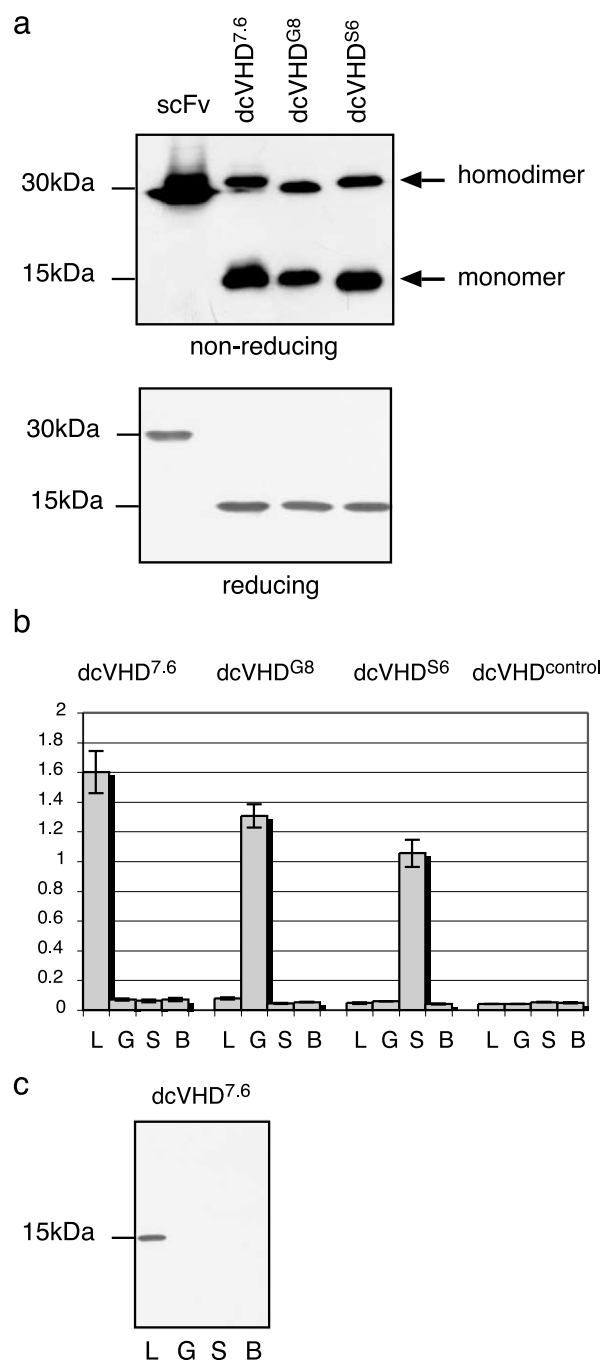 a
scFv
dcVHD7.6
dcVHDG8
dcVHDS6
30kDa
homodimer
15kDa
monomer
non-reducing
30kDa
15kDa
reducing
b
dcVHD7.6 dcVHDG8 dcVHDS6 dcVHDcontrol
2
1.8
1.6
1.4
1.2
1
0.8
0.6
0.4
0.2
0
L G S B L G S B L G S B L G S B
c
dcVHD7.6
15kDa
L G S B